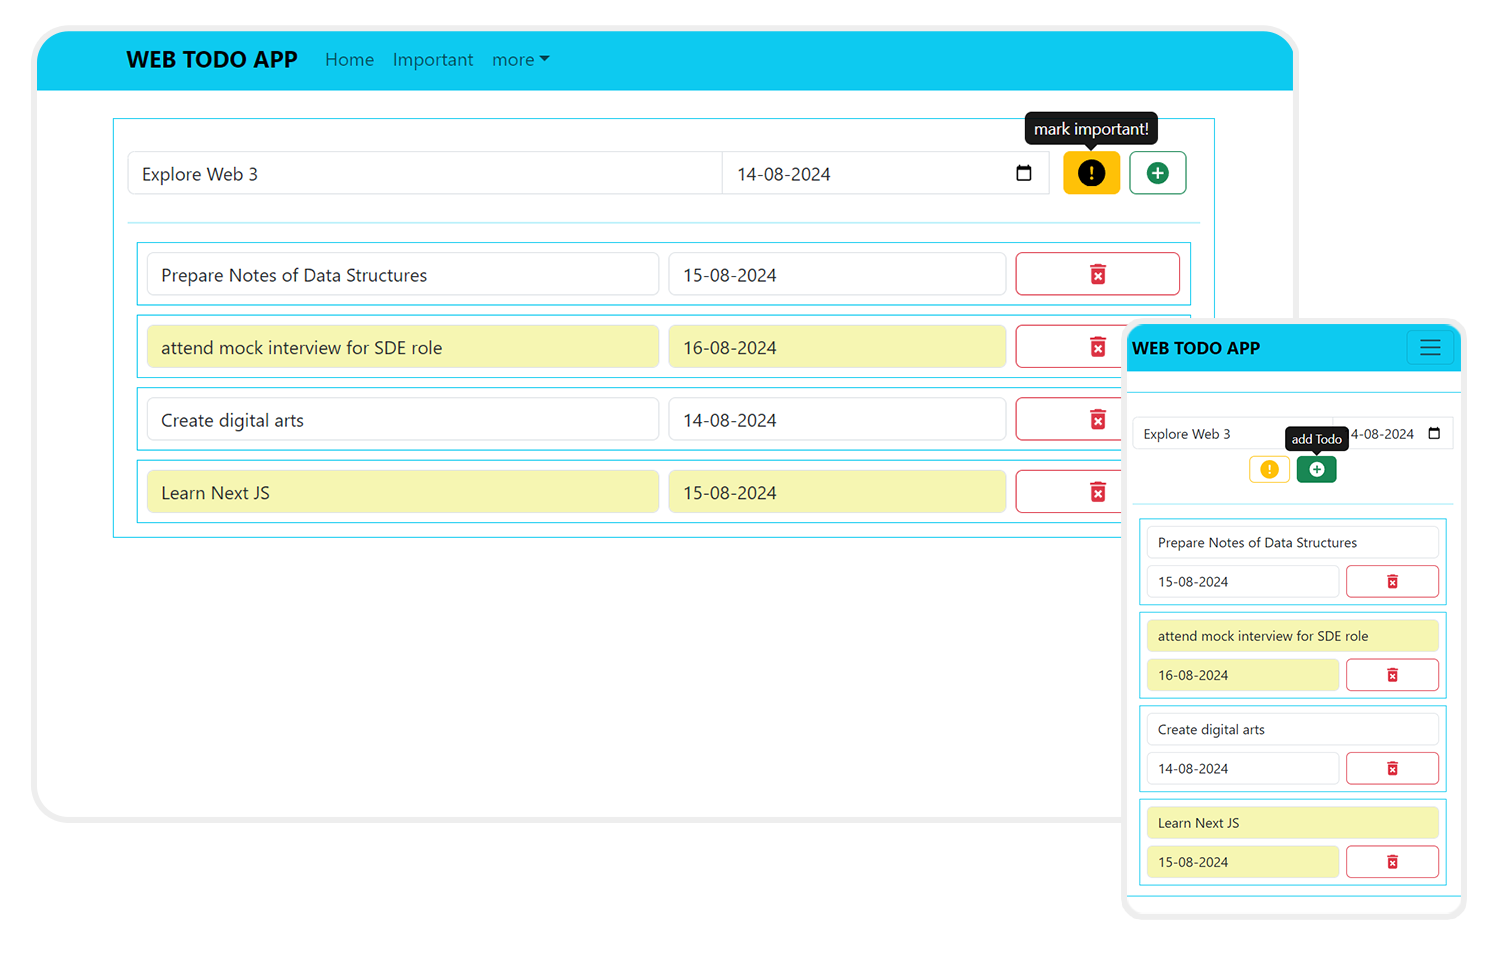 WEB TODO APP Home Important more
mark important!
Explore Web 3 14-08-2024
Prepare Notes of Data Structures 15-08-2024
attend mock interview for SDE role 16-08-2024
Create digital arts 14-08-2024
Learn Next JS 15-08-2024
WEB TODO APP
Explore Web 3 4-08-2024
add Todo
Prepare Notes of Data Structures
15-08-2024
attend mock interview for SDE role
16-08-2024
Create digital arts
14-08-2024
Learn Next JS
15-08-2024